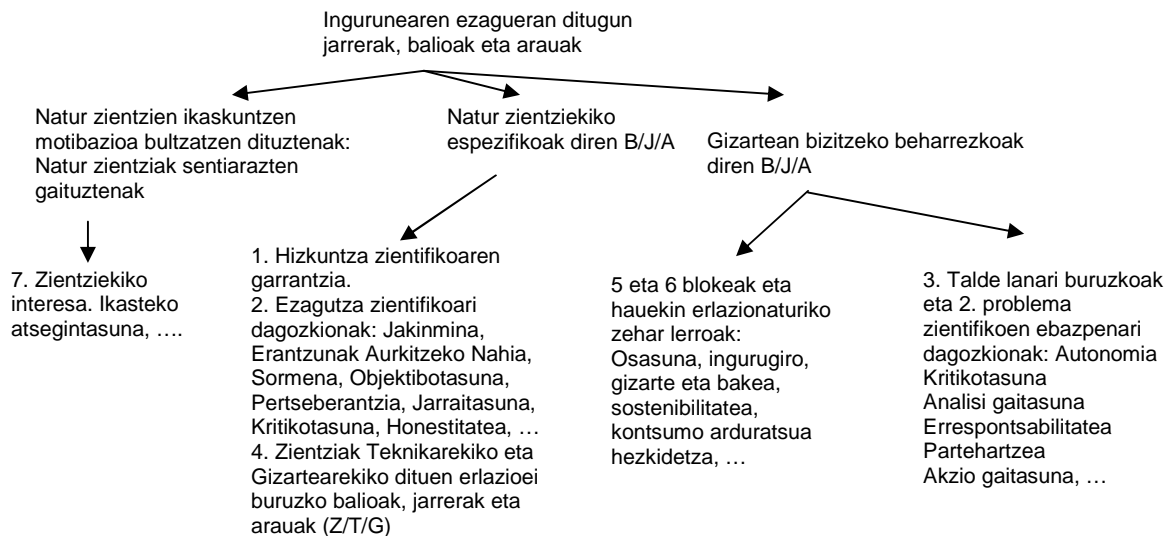 Ingurunearen ezagueran ditugun
jarrerak, balioak eta arauak
Natur zientzien ikaskuntzen
motibazioa bultzatzen dituztenak:
Natur zientziak sentiarazten
gaituztenak
Natur zientziekiko
espezifikoak diren B/J/A
Gizartean bizitzeko beharrezkoak
diren B/J/A
7. Zientziekiko
interesa. Ikasteko
atsegintasuna, ….
1. Hizkuntza zientifikoaren
garrantzia.
2. Ezagutza zientifikoari
dagozkionak: Jakinmina,
Erantzunak Aurkitzeko Nahia,
Sormena, Objektibotasuna,
Pertseberantzia, Jarraitasuna,
Kritikotasuna, Honestitatea, …
4. Zientziak Teknikarekiko eta
Gizartearekiko dituen erlazioei
buruzko balioak, jarrerak eta
arauak (Z/T/G)
5 eta 6 blokeak eta
hauekin erlazionaturiko
zehar lerroak:
Osasuna, ingurugiro,
gizarte eta bakea,
sostenibilitatea,
kontsumo arduratsua
hezkidetza, …
3. Talde lanari buruzkoak
eta 2. problema
zientifikoen ebazpenari
dagozkionak: Autonomia
Kritikotasuna
Analisi gaitasuna
Errespontsabilitatea
Partehartzea
Akzio gaitasuna, …